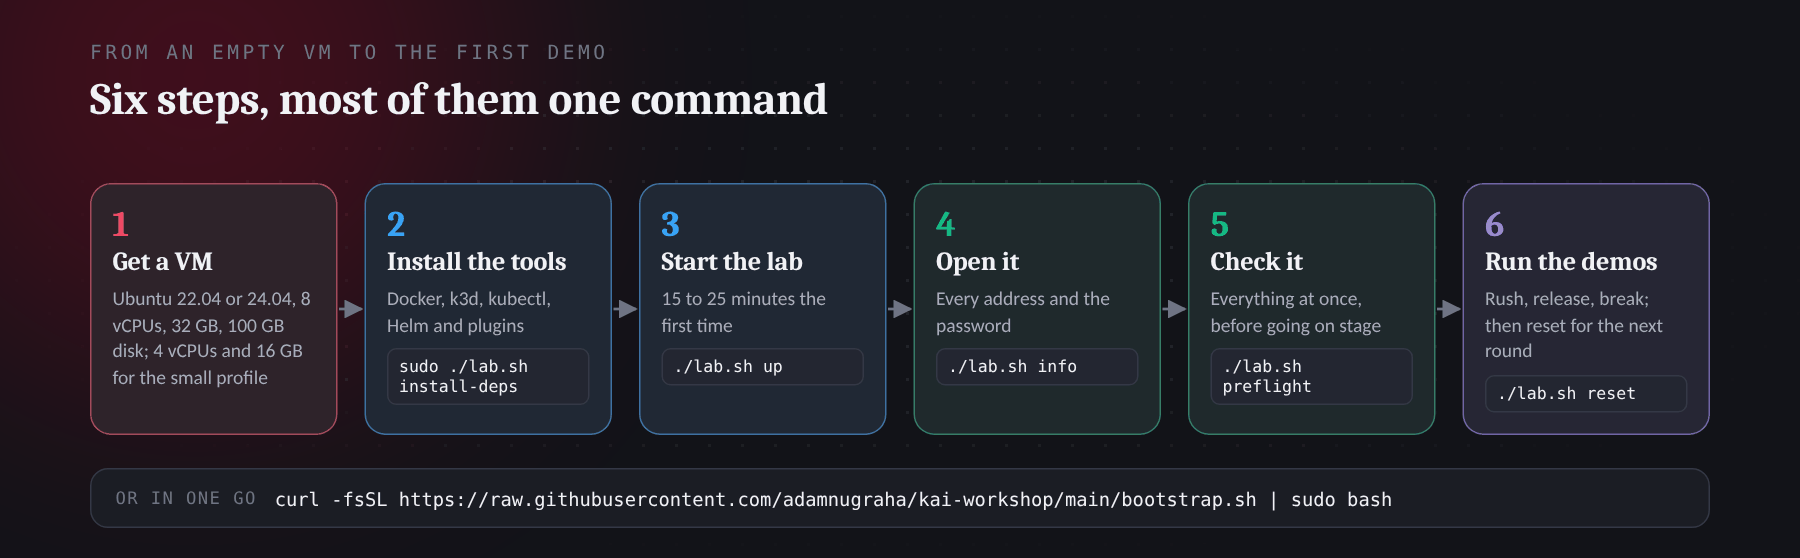 FROM AN EMPTY VM TO THE FIRST DEMO
Six steps, most of them one command
1
Get a VM
Ubuntu 22.04 or 24.04, 8
vCPUs, 32 GB, 100 GB
disk; 4 vCPUs and 16 GB
for the small profile
2
Install the tools
Docker, k3d, kubectl,
Helm and plugins
sudo ./lab.sh
install-deps
3
Start the lab
15 to 25 minutes the
first time
./lab.sh up
4
Open it
Every address and the
password
./lab.sh info
5
Check it
Everything at once,
before going on stage
./lab.sh
preflight
6
Run the demos
Rush, release, break;
then reset for the next
round
./lab.sh reset
OR IN ONE GO curl -fsSL https://raw.githubusercontent.com/adamnugraha/kai-workshop/main/bootstrap.sh | sudo bash